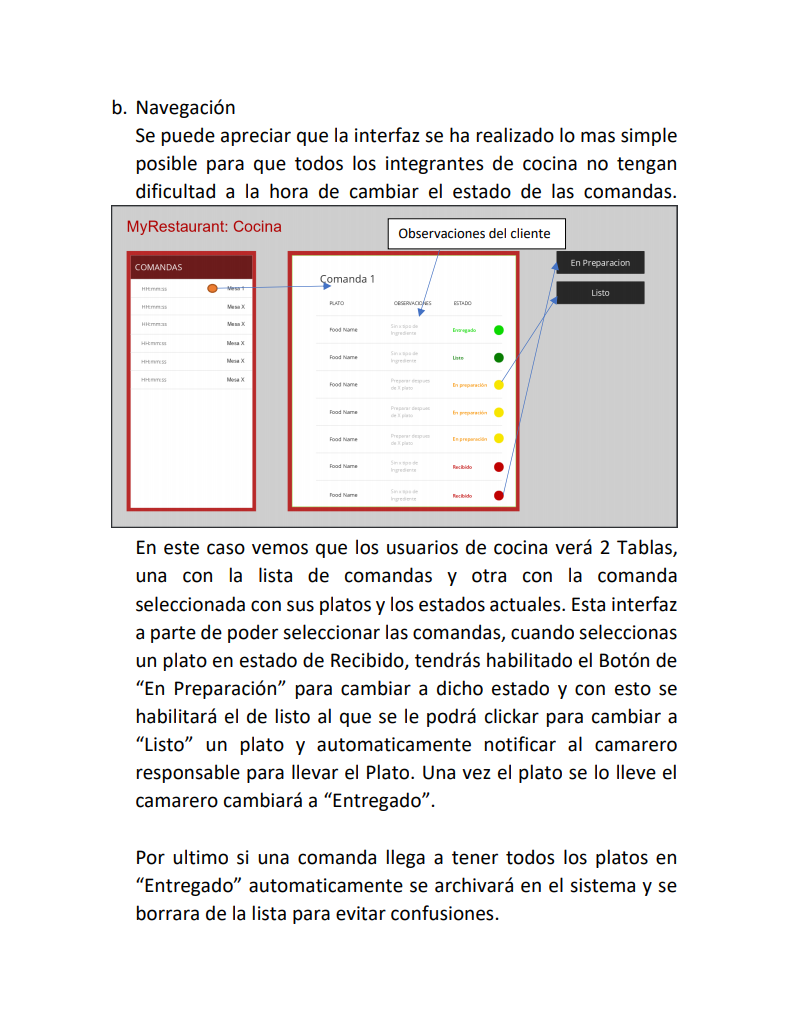 b. Navegación
Se puede apreciar que la interfaz se ha realizado lo mas simple
posible para que todos los integrantes de cocina no tengan
dificultad a la hora de cambiar el estado de las comandas.
MyRestaurant: Cocina
Observaciones del cliente
En Preparacion
Listo
COMANDAS
HH:mm:ss Mesa 1
HH:mm:ss Mesa X
HH:mm:ss Mesa X
HH:mm:ss Mesa X
HH:mm:ss Mesa X
HH:mm:ss Mesa X
Comanda 1
PLATO OBSERVACIONES ESTADO
Food Name Sin x tipo de Entregado
Ingrediente
Food Name Sin x tipo de Listo
Ingrediente
Food Name Preparar despues En preparación
de X plato
Food Name Preparar despues En preparación
de X plato
Food Name Preparar despues En preparación
de X plato
Food Name Sin x tipo de Recibido
Ingrediente
Food Name Sin x tipo de Recibido
Ingrediente
En este caso vemos que los usuarios de cocina verá 2 Tablas,
una con la lista de comandas y otra con la comanda
seleccionada con sus platos y los estados actuales. Esta interfaz
a parte de poder seleccionar las comandas, cuando seleccionas
un plato en estado de Recibido, tendrás habilitado el Botón de
“En Preparación” para cambiar a dicho estado y con esto se
habilitará el de listo al que se le podrá clickar para cambiar a
“Listo” un plato y automaticamente notificar al camarero
responsable para llevar el Plato. Una vez el plato se lo lleve el
camarero cambiará a “Entregado”.
Por ultimo si una comanda llega a tener todos los platos en
“Entregado” automaticamente se archivará en el sistema y se
borrara de la lista para evitar confusiones.